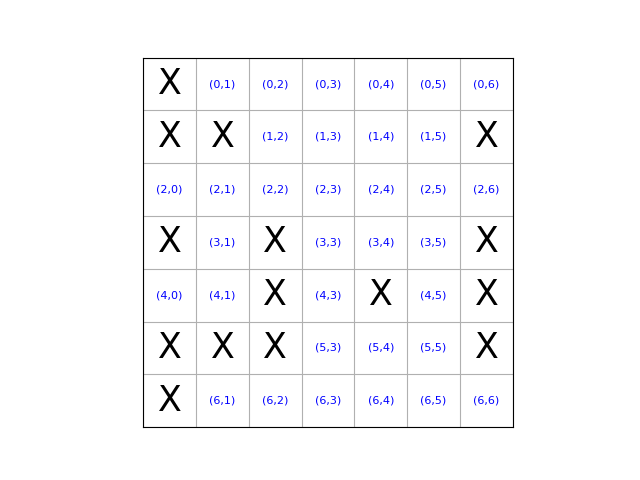 X (0,1) (0,2) (0,3) (0,4) (0,5) (0,6)
X X (1,2) (1,3) (1,4) (1,5) X
(2,0) (2,1) (2,2) (2,3) (2,4) (2,5) (2,6)
X (3,1) X (3,3) (3,4) (3,5) X
(4,0) (4,1) X (4,3) X (4,5) X
X X X (5,3) (5,4) (5,5) X
X (6,1) (6,2) (6,3) (6,4) (6,5) (6,6)